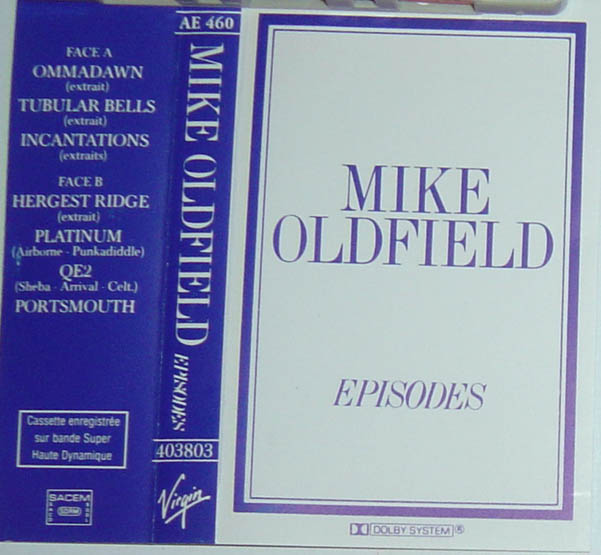 FACE A
OMMADAWN
(extrait)
TUBULAR BELLS
(extrait)
INCANTATIONS
(extraits)
FACE B
HERGEST RIDGE
(extrait)
PLATINUM
(Airborne - Punkadiddle)
QE2
(Sheba - Arrival - Celt.)
PORTSMOUTH
Cassette enregistrée
sur bande Super
Haute Dynamique
SACEM
SDRM
AE 460
MIKE OLDFIELD EPISODES
403803
Virgin
MIKE
OLDFIELD
EPISODES
DOLBY SYSTEM ®